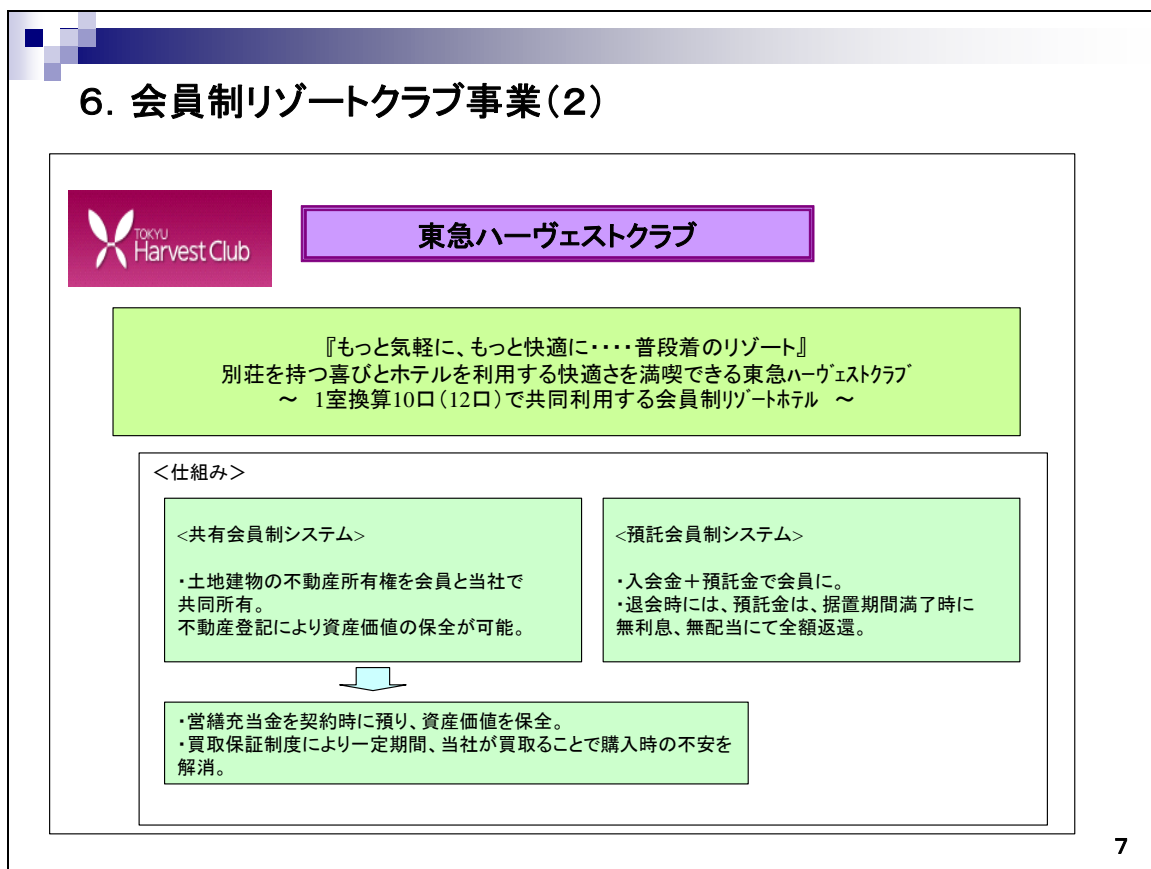 ６．会員制リゾートクラブ事業（２）
TOKYU
Harvest Club
東急ハーヴェストクラブ
『もっと気軽に、もっと快適に・・・・普段着のリゾート』
別荘を持つ喜びとホテルを利用する快適さを満喫できる東急ﾊｰｳﾞｪｽﾄｸﾗﾌﾞ
～　1室換算10口（12口）で共同利用する会員制ﾘｿﾞｰﾄﾎﾃﾙ　～
＜仕組み＞
<共有会員制システム>
・土地建物の不動産所有権を会員と当社で
共同所有。
不動産登記により資産価値の保全が可能。
<預託会員制システム>
・入会金＋預託金で会員に。
・退会時には、預託金は、据置期間満了時に
無利息、無配当にて全額返還。
・営繕充当金を契約時に預り、資産価値を保全。
・買取保証制度により一定期間、当社が買取ることで購入時の不安を
解消。
7